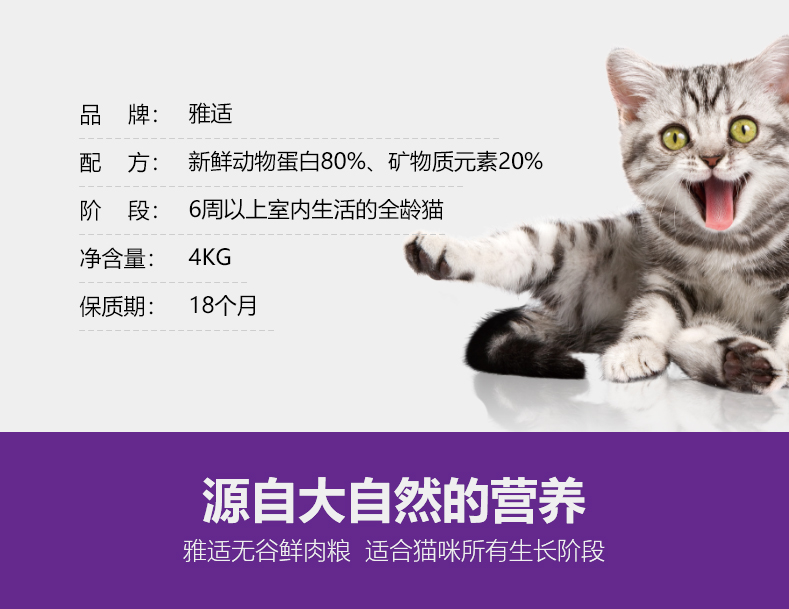 品 牌： 雅适
配 方： 新鲜动物蛋白80%、矿物质元素20%
阶 段： 6周以上室内生活的全龄猫
净含量： 4KG
保质期： 18个月
源自大自然的营养
雅适无谷鲜肉粮 适合猫咪所有生长阶段